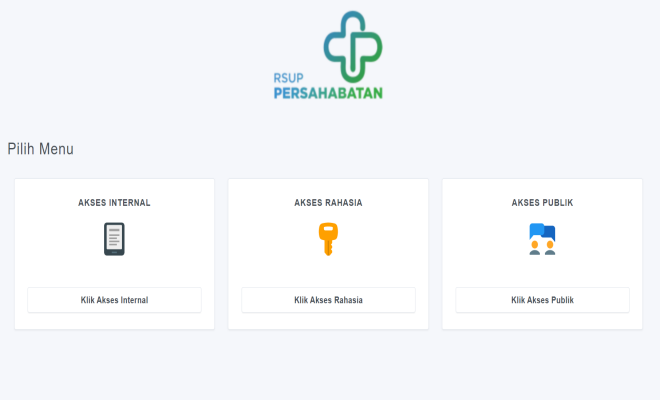 RSUP
PERSAHABATAN
Pilih Menu
AKSES INTERNAL
Klik Akses Internal
AKSES RAHASIA
Klik Akses Rahasia
AKSES PUBLIK
Klik Akses Publik